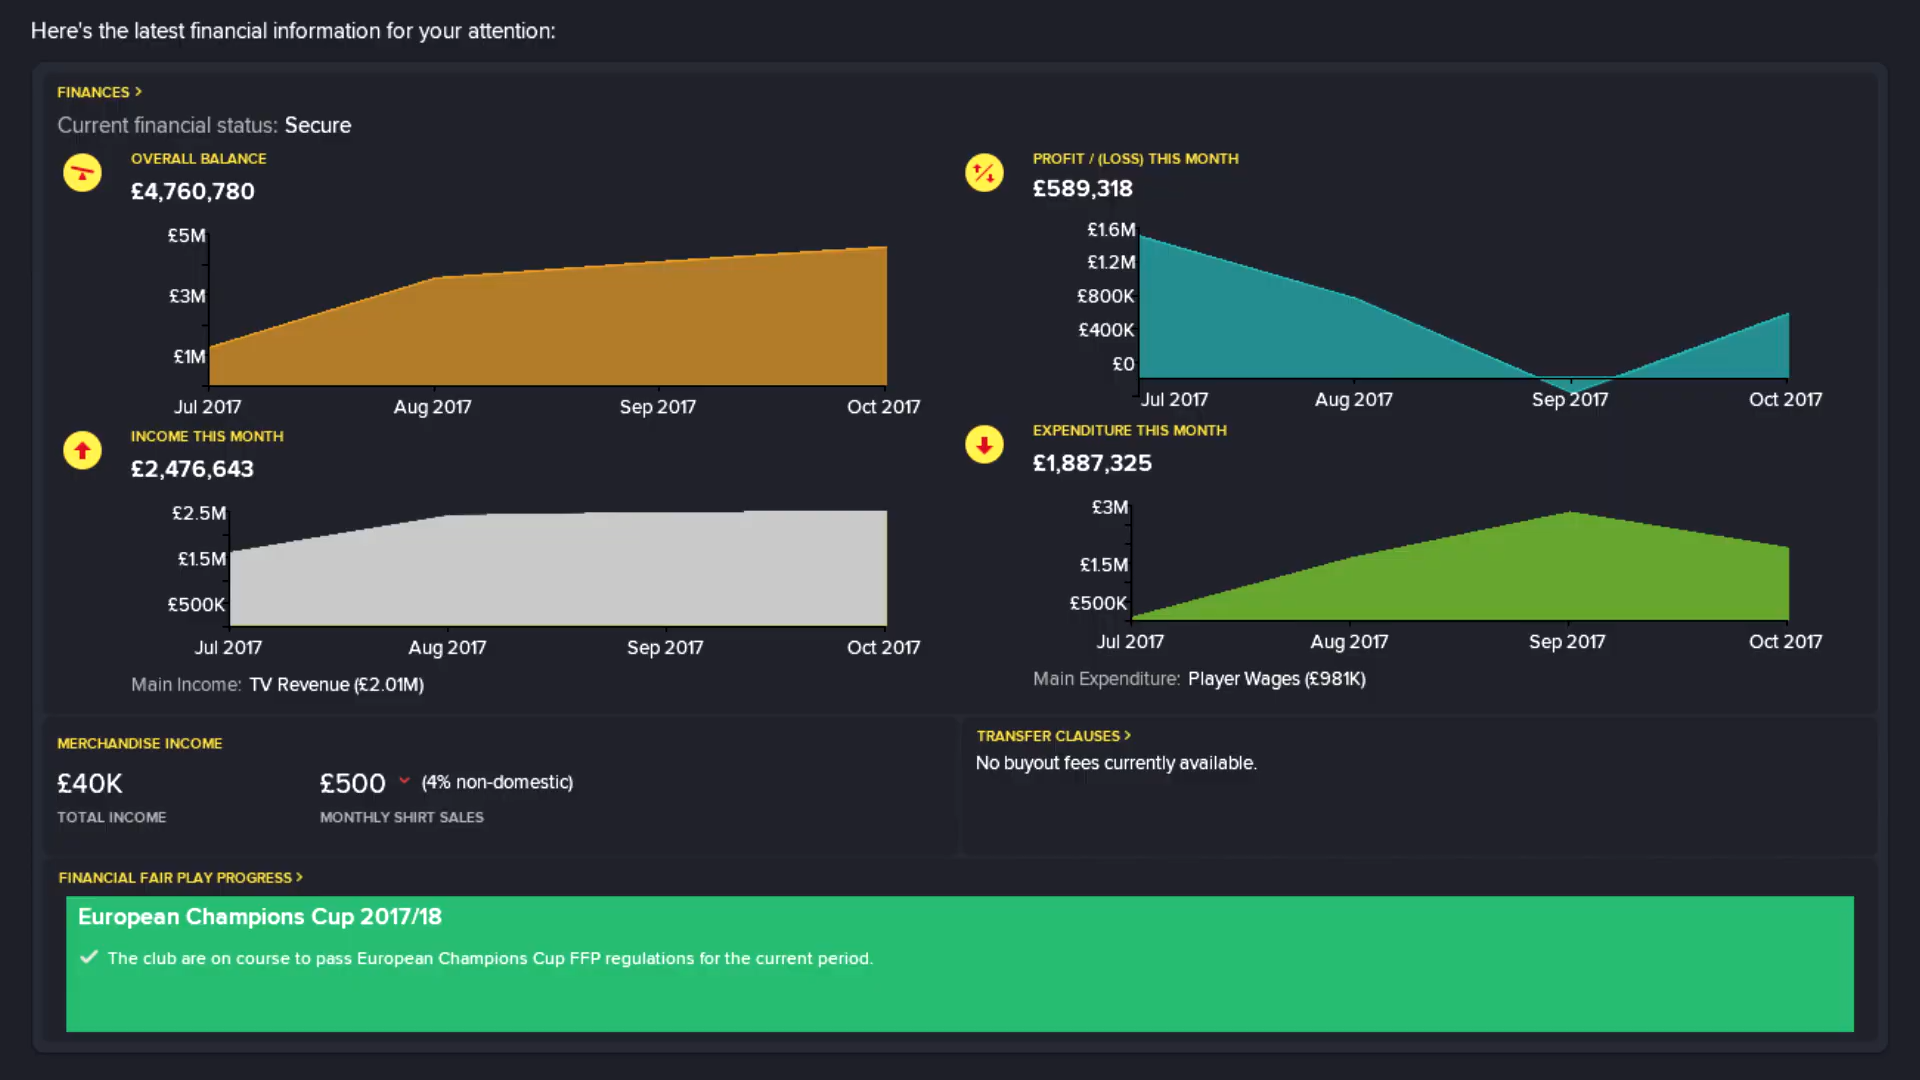 Here's the latest financial information for your attention:
FINANCES >
Current financial status: Secure
OVERALL BALANCE
£4,760,780
£5M
£3M
£1M
Jul 2017 Aug 2017 Sep 2017 Oct 2017
PROFIT / (LOSS) THIS MONTH
£589,318
£1.6M
£1.2M
£800K
£400K
£0
Jul 2017 Aug 2017 Sep 2017 Oct 2017
INCOME THIS MONTH
£2,476,643
£2.5M
£1.5M
£500K
Jul 2017 Aug 2017 Sep 2017 Oct 2017
Main Income: TV Revenue (£2.01M)
EXPENDITURE THIS MONTH
£1,887,325
£3M
£1.5M
£500K
Jul 2017 Aug 2017 Sep 2017 Oct 2017
Main Expenditure: Player Wages (£981K)
MERCHANDISE INCOME
£40K £500 (4% non-domestic)
TOTAL INCOME MONTHLY SHIRT SALES
TRANSFER CLAUSES >
No buyout fees currently available.
FINANCIAL FAIR PLAY PROGRESS >
European Champions Cup 2017/18
The club are on course to pass European Champions Cup FFP regulations for the current period.